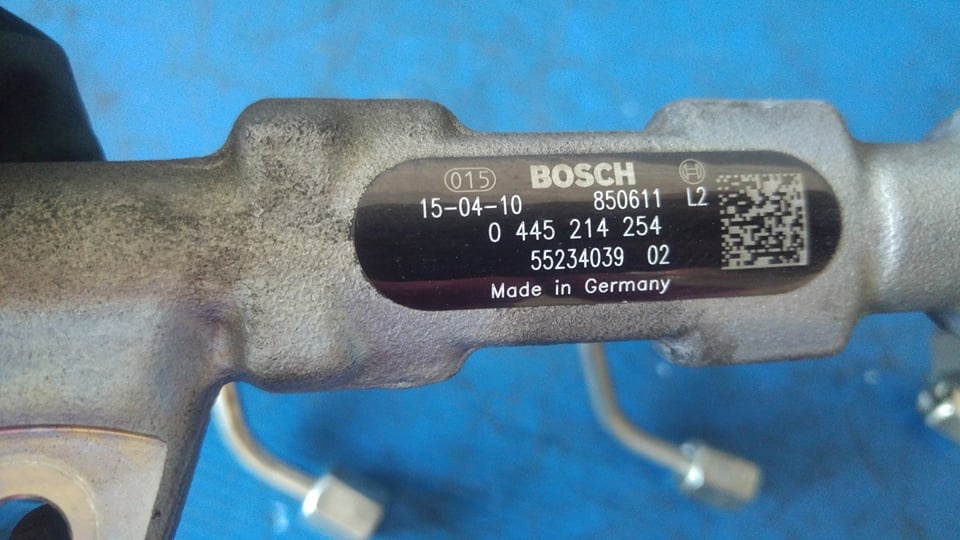 015 BOSCH
15-04-10 850611 L2
0 445 214 254
55234039 02
Made in Germany